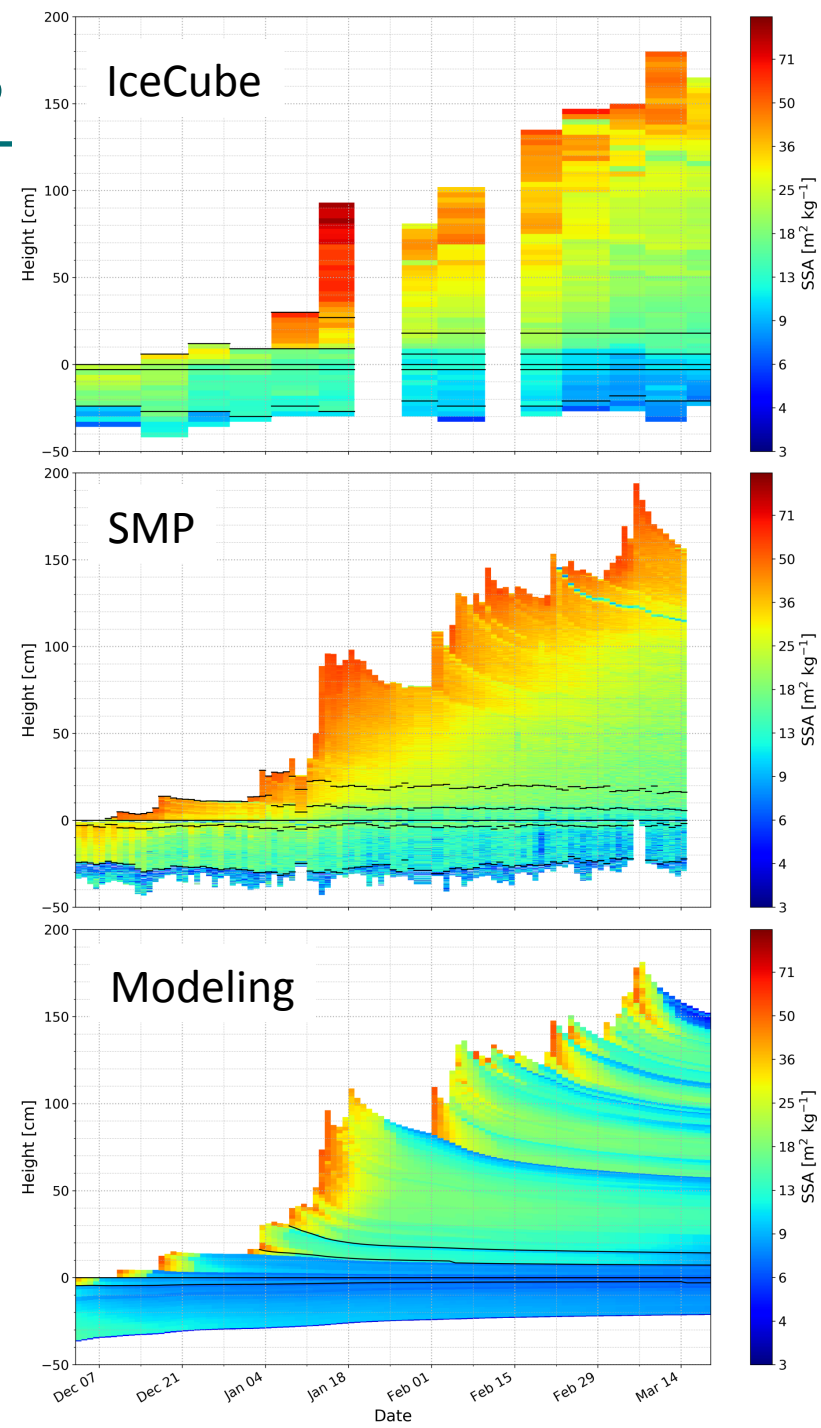 IceCube
200
150
100
50
0
−50
Height [cm]
71
50
36
25
18
13
9
6
4
3
SSA [m² kg⁻¹]
SMP
200
150
100
50
0
−50
Height [cm]
71
50
36
25
18
13
9
6
4
3
SSA [m² kg⁻¹]
Modeling
200
150
100
50
0
−50
Height [cm]
71
50
36
25
18
13
9
6
4
3
SSA [m² kg⁻¹]
Dec 07
Dec 21
Jan 04
Jan 18
Feb 01
Feb 15
Feb 29
Mar 14
Date